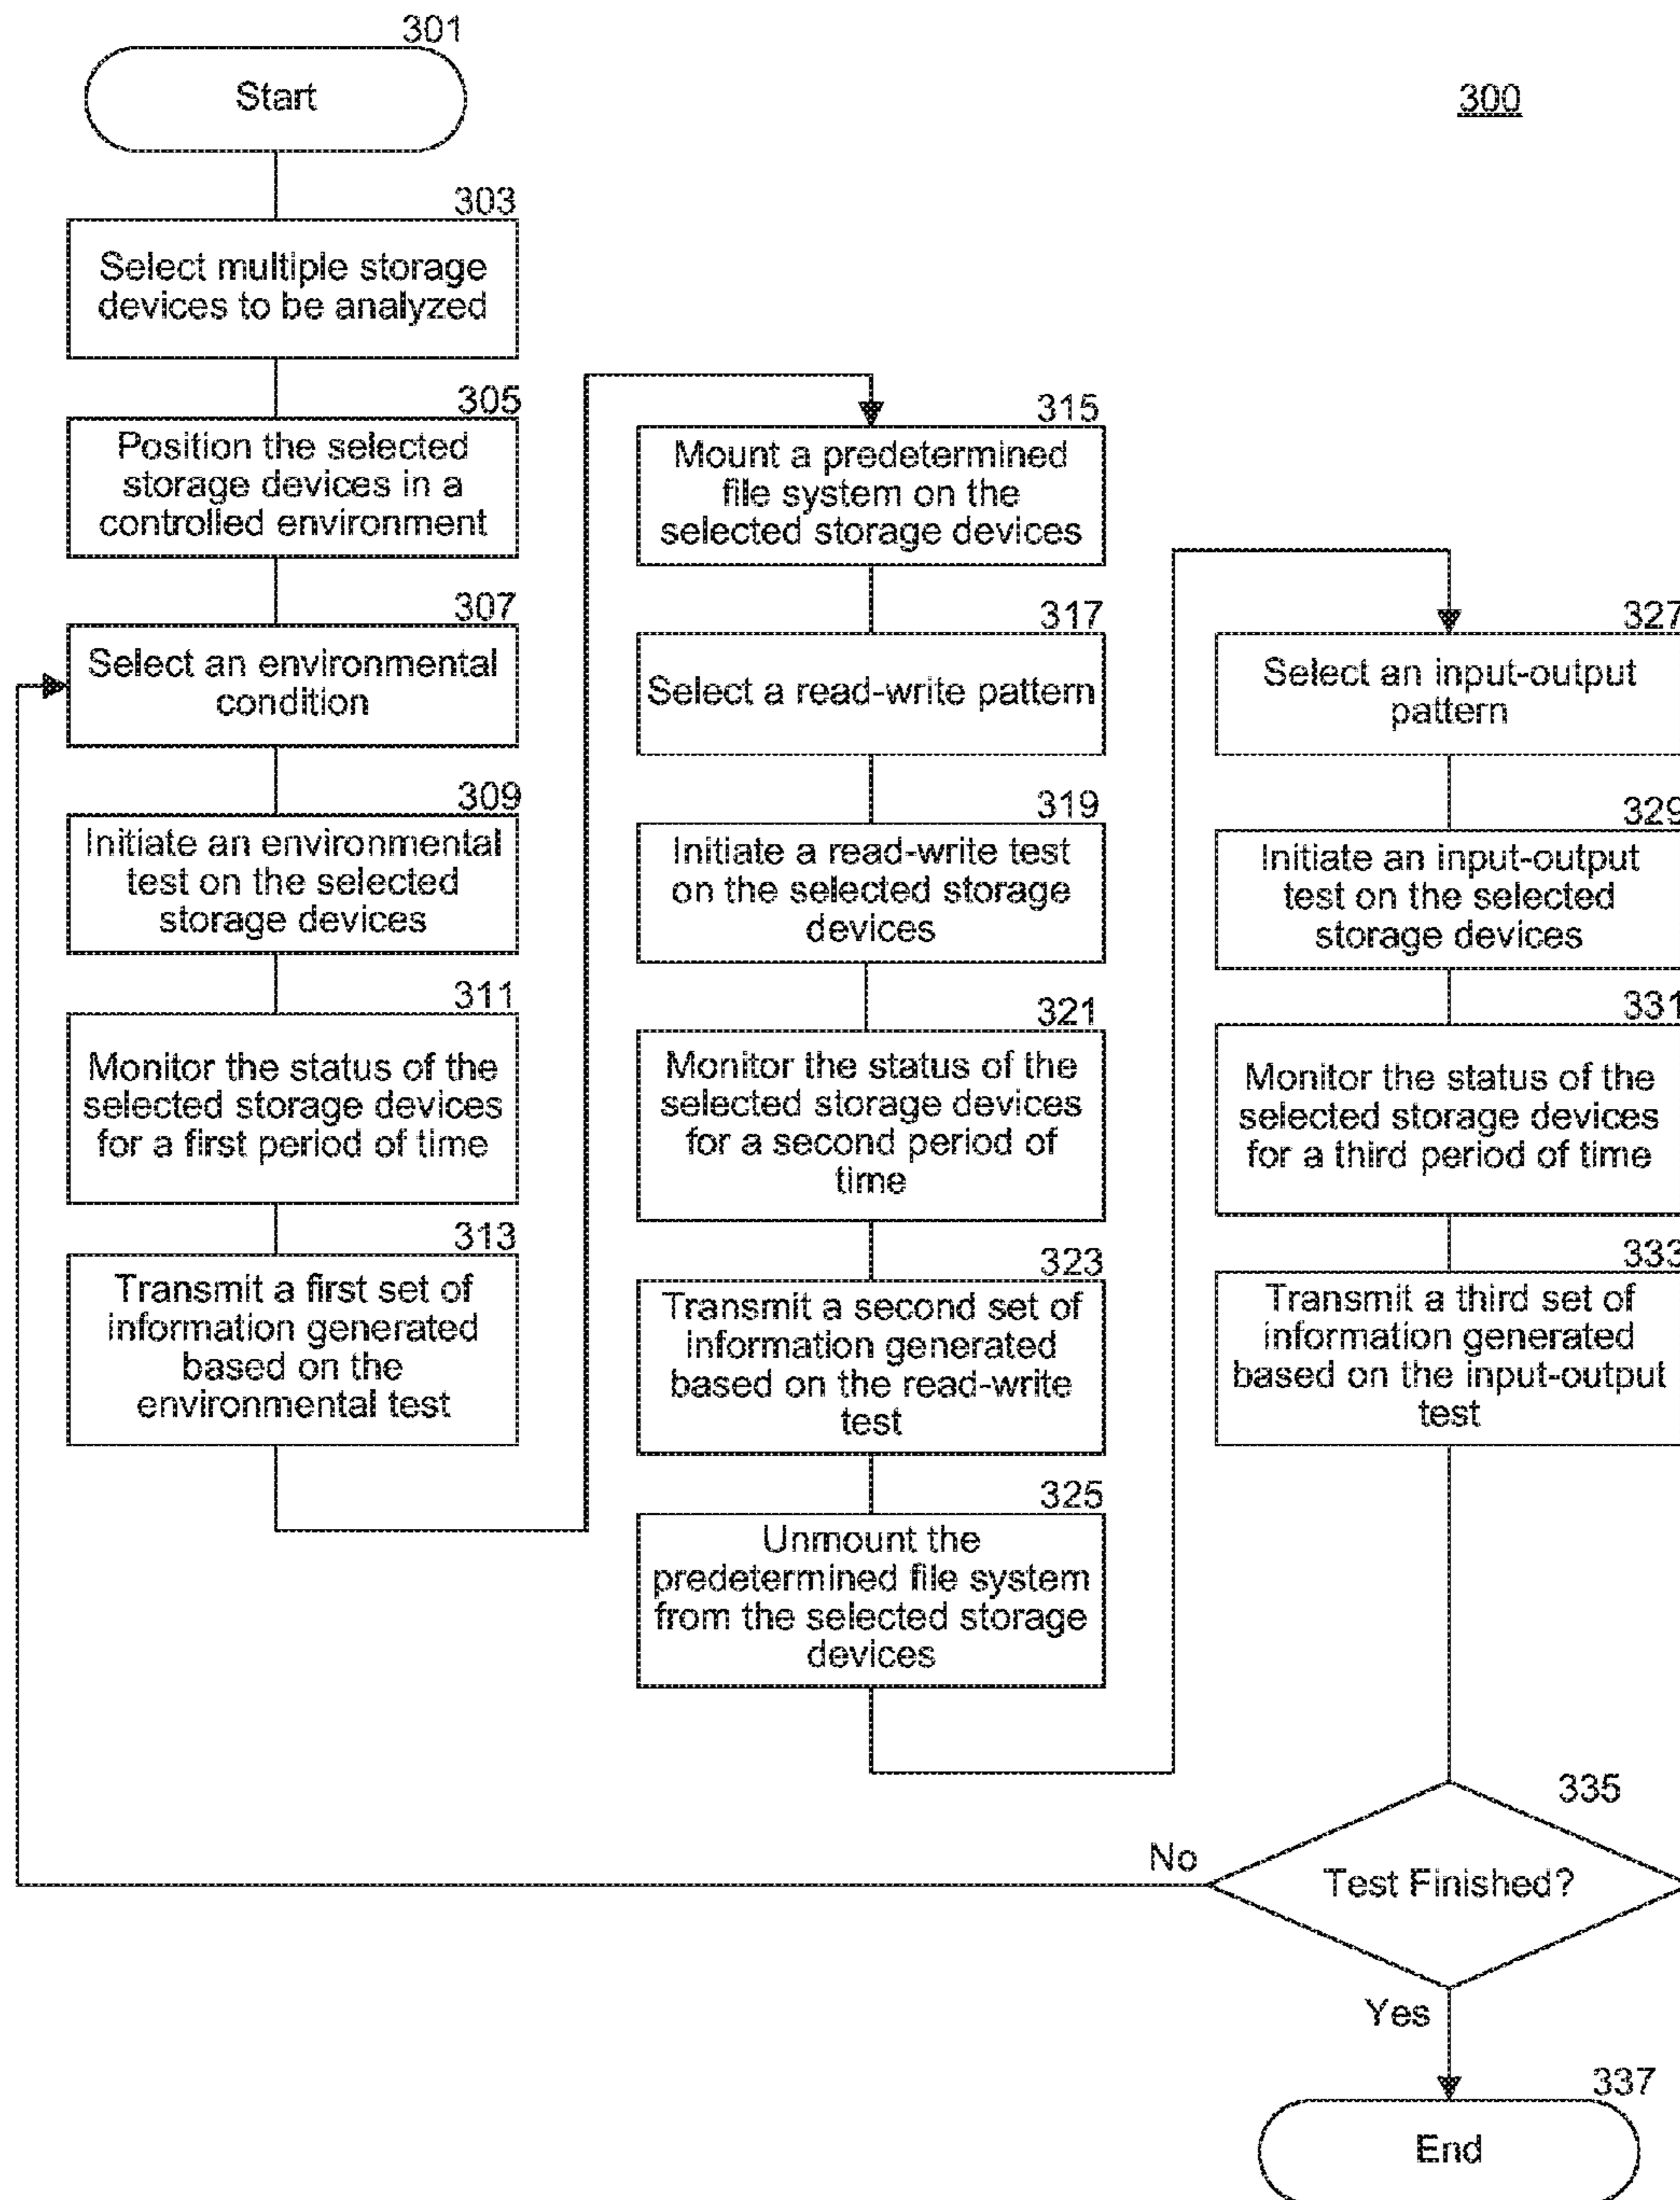 301
Start
300
303
Select multiple storage
devices to be analyzed
305
Position the selected
storage devices in a
controlled environment
307
Select an environmental
condition
309
Initiate an environmental
test on the selected
storage devices
311
Monitor the status of the
selected storage devices
for a first period of time
313
Transmit a first set of
information generated
based on the
environmental test
315
Mount a predetermined
file system on the
selected storage devices
317
Select a read-write pattern
319
Initiate a read-write test
on the selected storage
devices
321
Monitor the status of the
selected storage devices
for a second period of
time
323
Transmit a second set of
information generated
based on the read-write
test
325
Unmount the
predetermined file system
from the selected storage
devices
327
Select an input-output
pattern
329
Initiate an input-output
test on the selected
storage devices
331
Monitor the status of the
selected storage devices
for a third period of time
333
Transmit a third set of
information generated
based on the input-output
test
335
Test Finished?
No
Yes
337
End